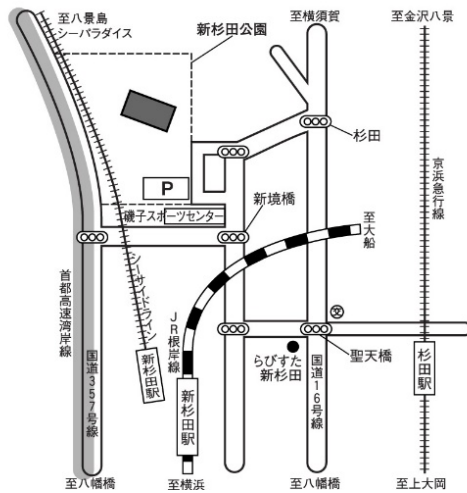 至八景島
シーパラダイス
新杉田公園
至横須賀
至金沢八景
杉田
京浜急行線
P
磯子スポーツセンター
新境橋
至大船
首都高速湾岸線
国道357号線
シーサイドライン
新杉田駅
JR根岸線
新杉田駅
文
らびすた
新杉田
聖天橋
国道16号線
杉田駅
至八幡橋
至横浜
至八幡橋
至上大岡